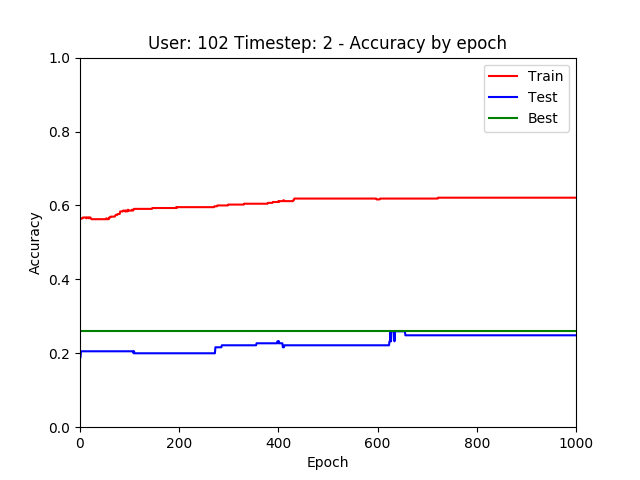 User: 102 Timestep: 2 - Accuracy by epoch
1.0
0.8
0.6
0.4
0.2
0.0
Accuracy
Train
Test
Best
0 200 400 600 800 1000
Epoch